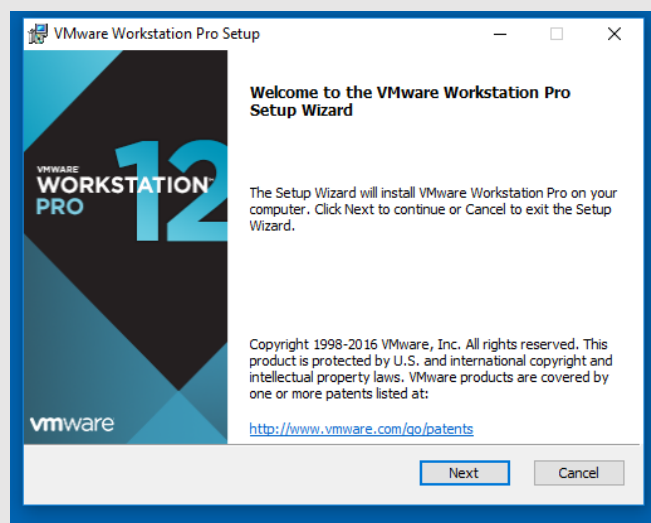 VMware Workstation Pro Setup
Welcome to the VMware Workstation Pro
Setup Wizard
VMWARE
WORKSTATION
PRO
12
The Setup Wizard will install VMware Workstation Pro on your
computer. Click Next to continue or Cancel to exit the Setup
Wizard.
Copyright 1998-2016 VMware, Inc. All rights reserved. This
product is protected by U.S. and international copyright and
intellectual property laws. VMware products are covered by
one or more patents listed at:
http://www.vmware.com/go/patents
vmware
Next
Cancel